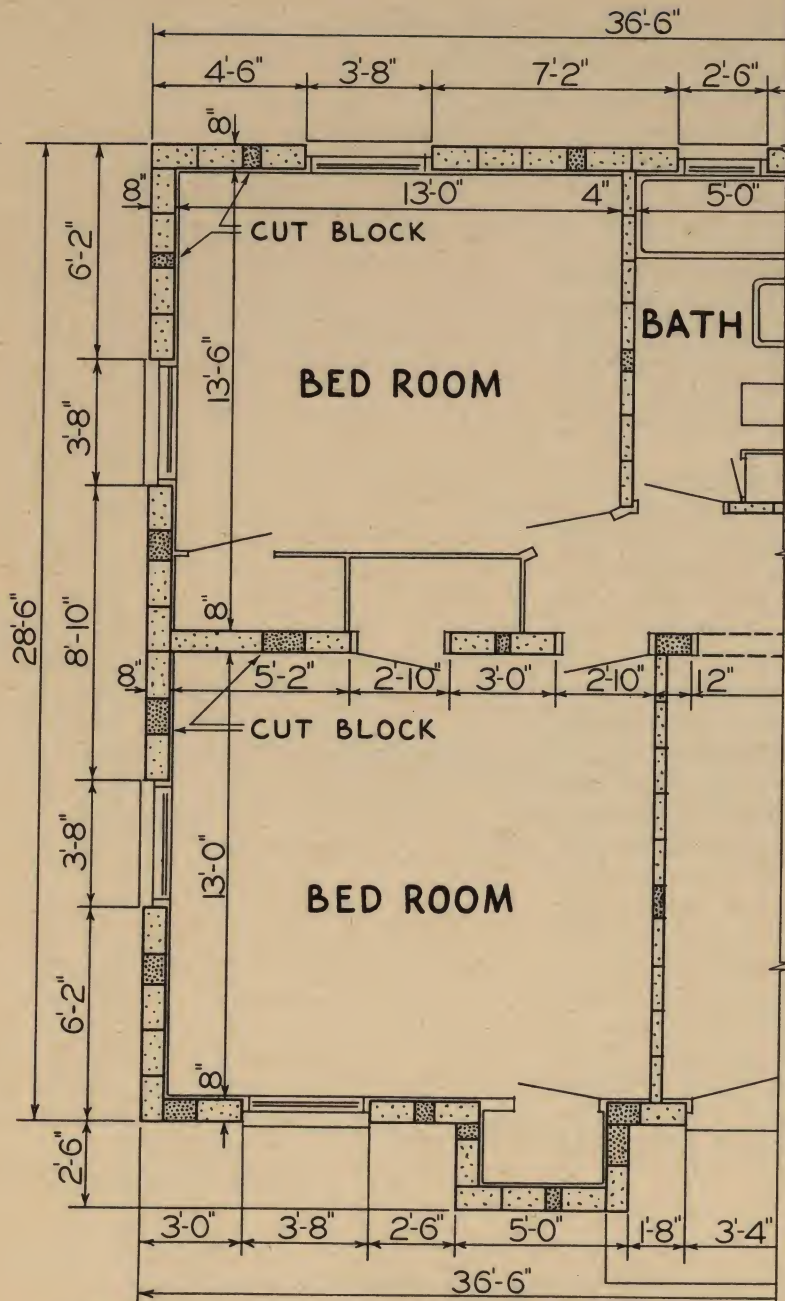 36'-6"
4'-6" 3'-8" 7'-2" 2'-6"
8"
8" 13'-0" 4" 5'-0"
CUT BLOCK
6'-2"
13'-6"
BATH
BED ROOM
3'-8"
28'-6"
8'-10"
8"
8" 5'-2" 2'-10" 3'-0" 2'-10" 12"
CUT BLOCK
3'-8"
13'-0"
BED ROOM
6'-2"
8"
2'-6"
3'-0" 3'-8" 2'-6" 5'-0" 1'-8" 3'-4"
36'-6"